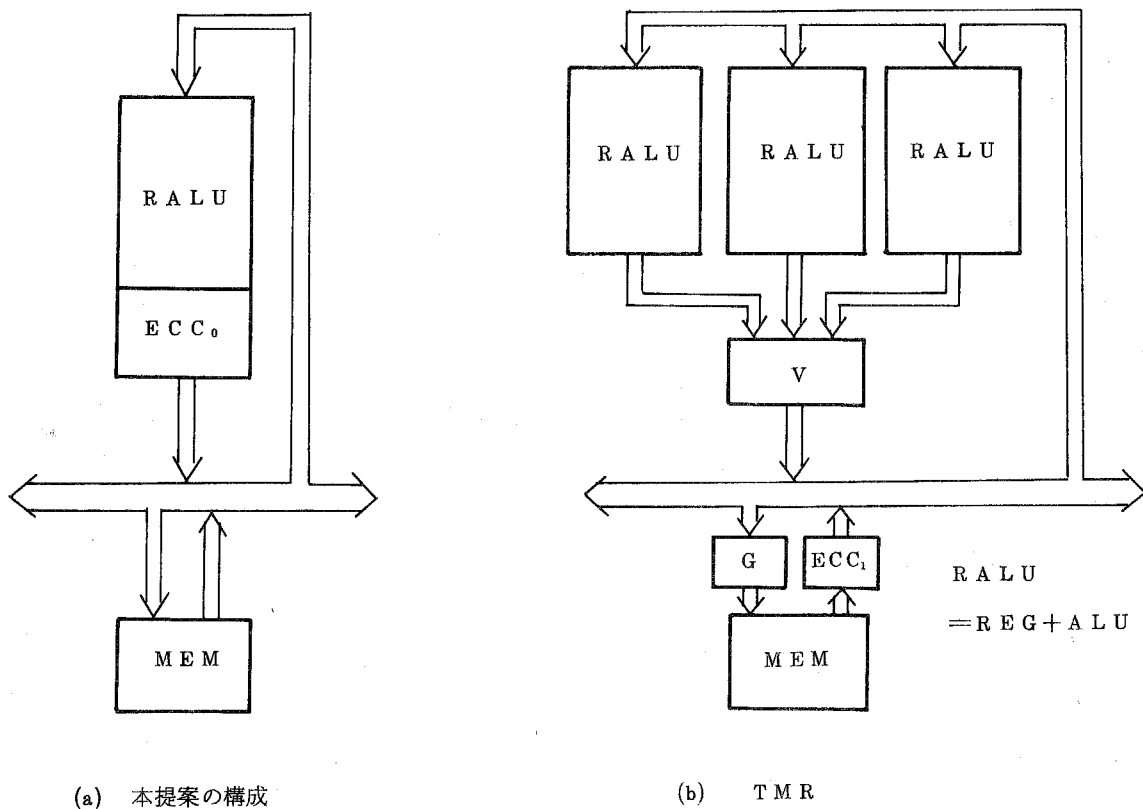 RALU
ECC₀
MEM
(a) 本提案の構成
RALU
RALU
RALU
V
G
ECC₁
MEM
RALU
=REG+ALU
(b) TMR